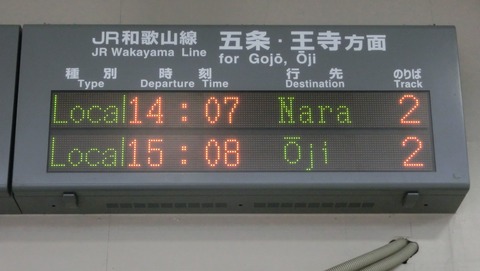 JR和歌山線 五条・王寺方面
JR Wakayama Line for Gojō, Ōji
種別 時刻 行先 のりば
Type Departure Time Destination Track
Local 14:07 Nara 2
Local 15:08 Ōji 2